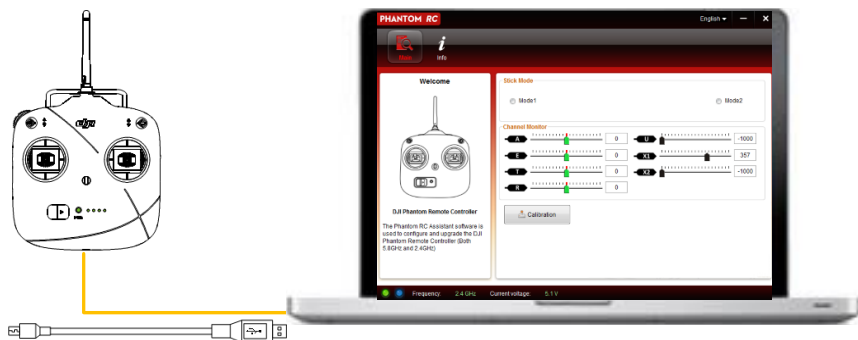 PHANTOM RC
English
Main
Info
Welcome
DJI Phantom Remote Controller
The Phantom RC Assistant software is
used to configure and upgrade the DJI
Phantom Remote Controller (Both
5.8GHz and 2.4GHz)
Stick Mode
Mode1
Mode2
Channel Monitor
A 0 U -1000
E 0 X1 357
T 0 X2 -1000
R 0
Calibration
Frequency: 2.4 GHz Current voltage: 5.1 V
dji